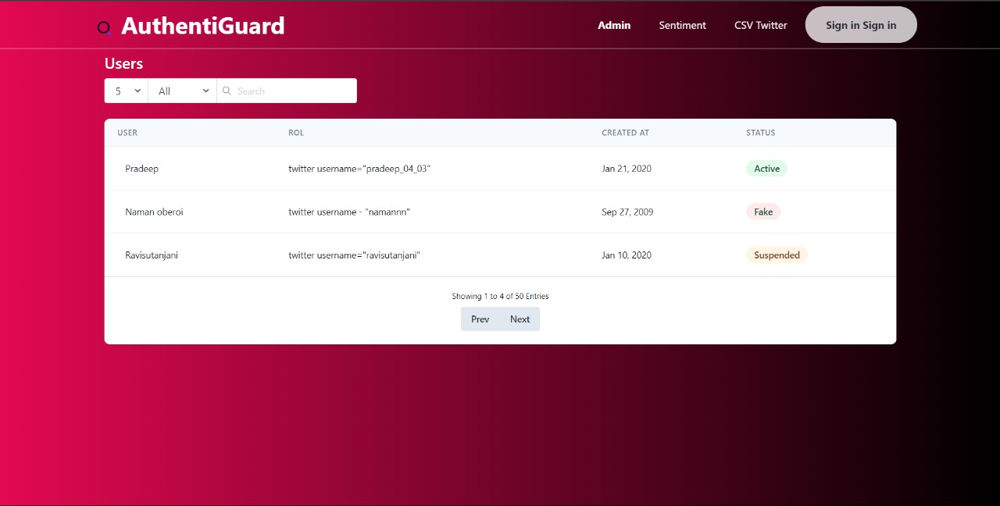 AuthentiGuard Admin Sentiment CSV Twitter Sign in Sign in
Users
5 All Search
USER ROL CREATED AT STATUS
Pradeep twitter username="pradeep_04_03" Jan 21, 2020 Active
Naman oberoi twitter username - "namannn" Sep 27, 2009 Fake
Ravisutanjani twitter username="ravisutanjani" Jan 10, 2020 Suspended
Showing 1 to 4 of 50 Entries
Prev Next